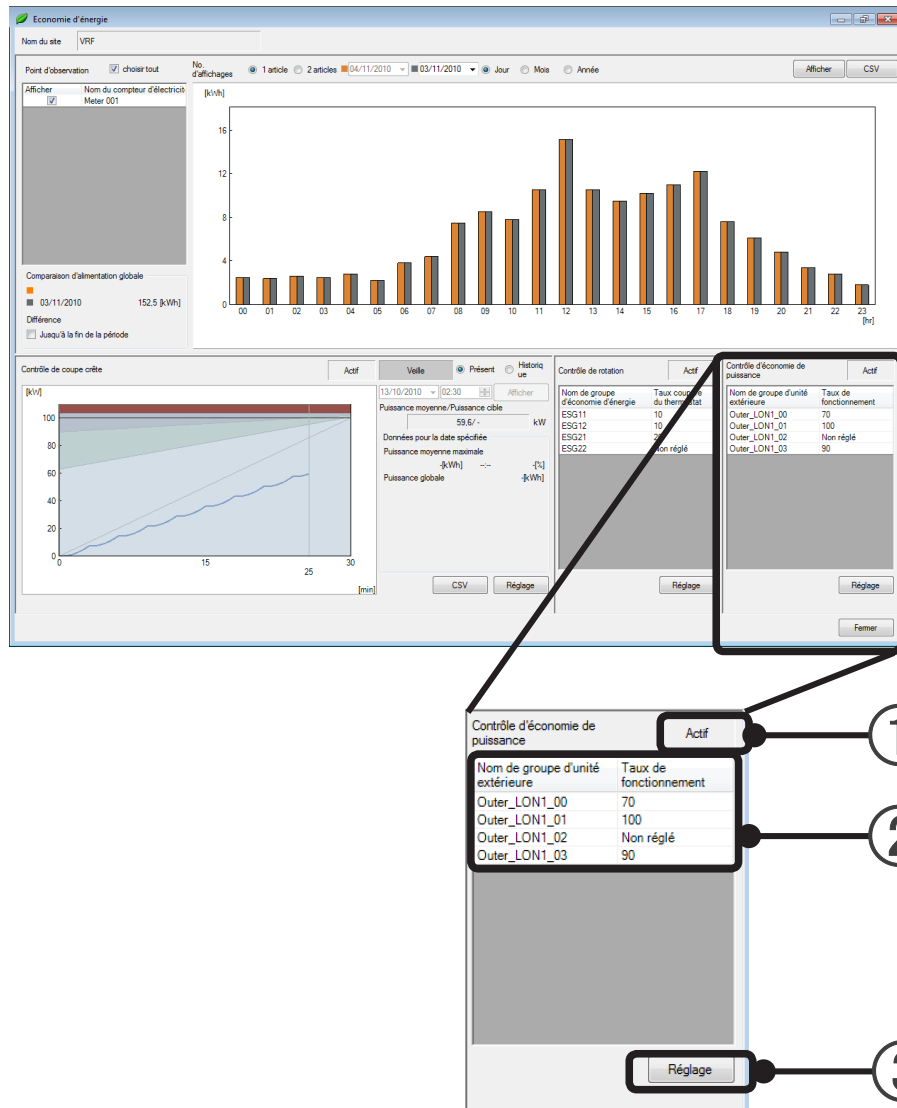 Economie d'énergie
Nom du site VRF
Point d'observation choisir tout
No. d'affichages 1 article 2 articles 04/11/2010 03/11/2010 Jour Mois Année Afficher CSV
Afficher Nom du compteur d'électricit
Meter 001
[kWh]
16
12
8
4
0
00 01 02 03 04 05 06 07 08 09 10 11 12 13 14 15 16 17 18 19 20 21 22 23
[hr]
Comparaison d'alimentation globale
03/11/2010 152,5 [kWh]
Différence
Jusqu'à la fin de la période
Contrôle de coupe crête Actif Veille Présent Historiq
ue
[kW]
100
80
60
40
20
0
0 15 30
25
[min]
13/10/2010 02:30 Afficher
Puissance moyenne/Puissance cible
59,6/ - kW
Données pour la date spécifiée
Puissance moyenne maximale
-[kWh] --:-- -[%]
Puissance globale -[kWh]
CSV Réglage
Contrôle de rotation Actif
Nom de groupe
d'économie d'énergie
ESG11 10
ESG12 10
ESG21
ESG22 Non réglé
Réglage
Contrôle d'économie de
puissance Actif
Nom de groupe d'unité Taux de
extérieure fonctionnement
Outer_LON1_00 70
Outer_LON1_01 100
Outer_LON1_02 Non réglé
Outer_LON1_03 90
Réglage
Fermer
Contrôle d'économie de
puissance Actif
Nom de groupe d'unité Taux de
extérieure fonctionnement
Outer_LON1_00 70
Outer_LON1_01 100
Outer_LON1_02 Non réglé
Outer_LON1_03 90
Réglage
1
2
3